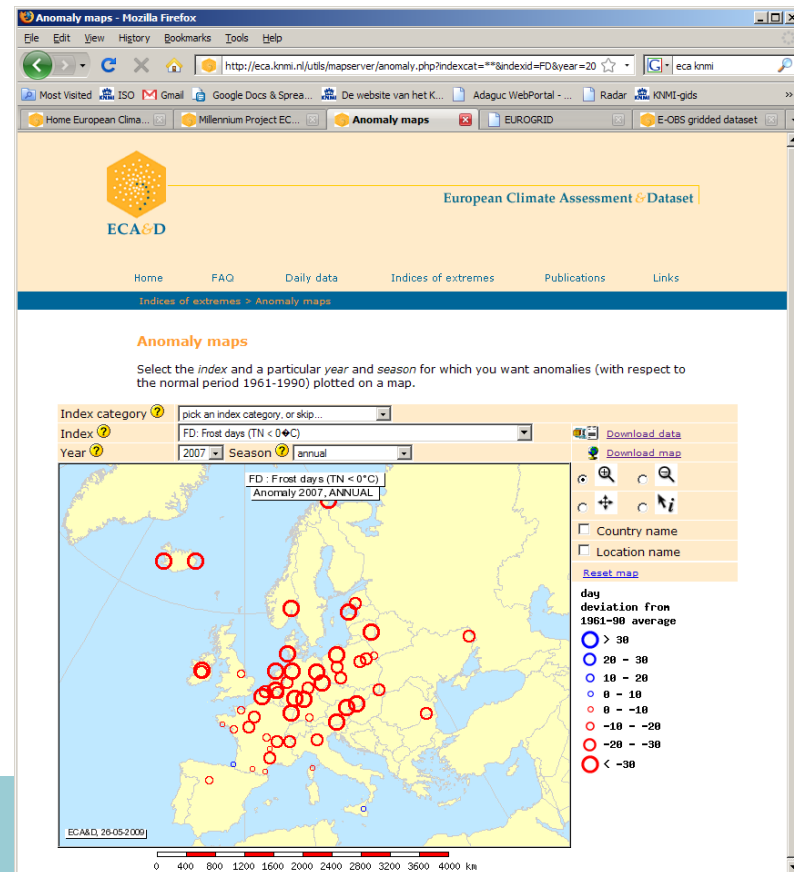 Anomaly maps - Mozilla Firefox
File Edit View History Bookmarks Tools Help
http://eca.knmi.nl/utils/mapserver/anomaly.php?indexcat=**&indexid=FD&year=20
G eca knmi
Most Visited ISO Gmail Google Docs & Sprea... De website van het K... Adaguc WebPortal - ... Radar KNMI-gids »
Home European Clima... Millennium Project EC... Anomaly maps EUROGRID E-OBS gridded dataset
European Climate Assessment & Dataset
ECA&D
Home FAQ Daily data Indices of extremes Publications Links
Indices of extremes > Anomaly maps
Anomaly maps
Select the index and a particular year and season for which you want anomalies (with respect to
the normal period 1961-1990) plotted on a map.
Index category ? pick an index category, or skip...
Index ? FD: Frost days (TN < 0�C) Download data
Year ? 2007 Season ? annual Download map
FD : Frost days (TN < 0°C)
Anomaly 2007, ANNUAL
i
Country name
Location name
Reset map
day
deviation from
1961-90 average
> 30
20 - 30
10 - 20
0 - 10
0 - -10
-10 - -20
-20 - -30
< -30
ECA&D, 26-05-2009
0 400 800 1200 1600 2000 2400 2800 3200 3600 4000 km